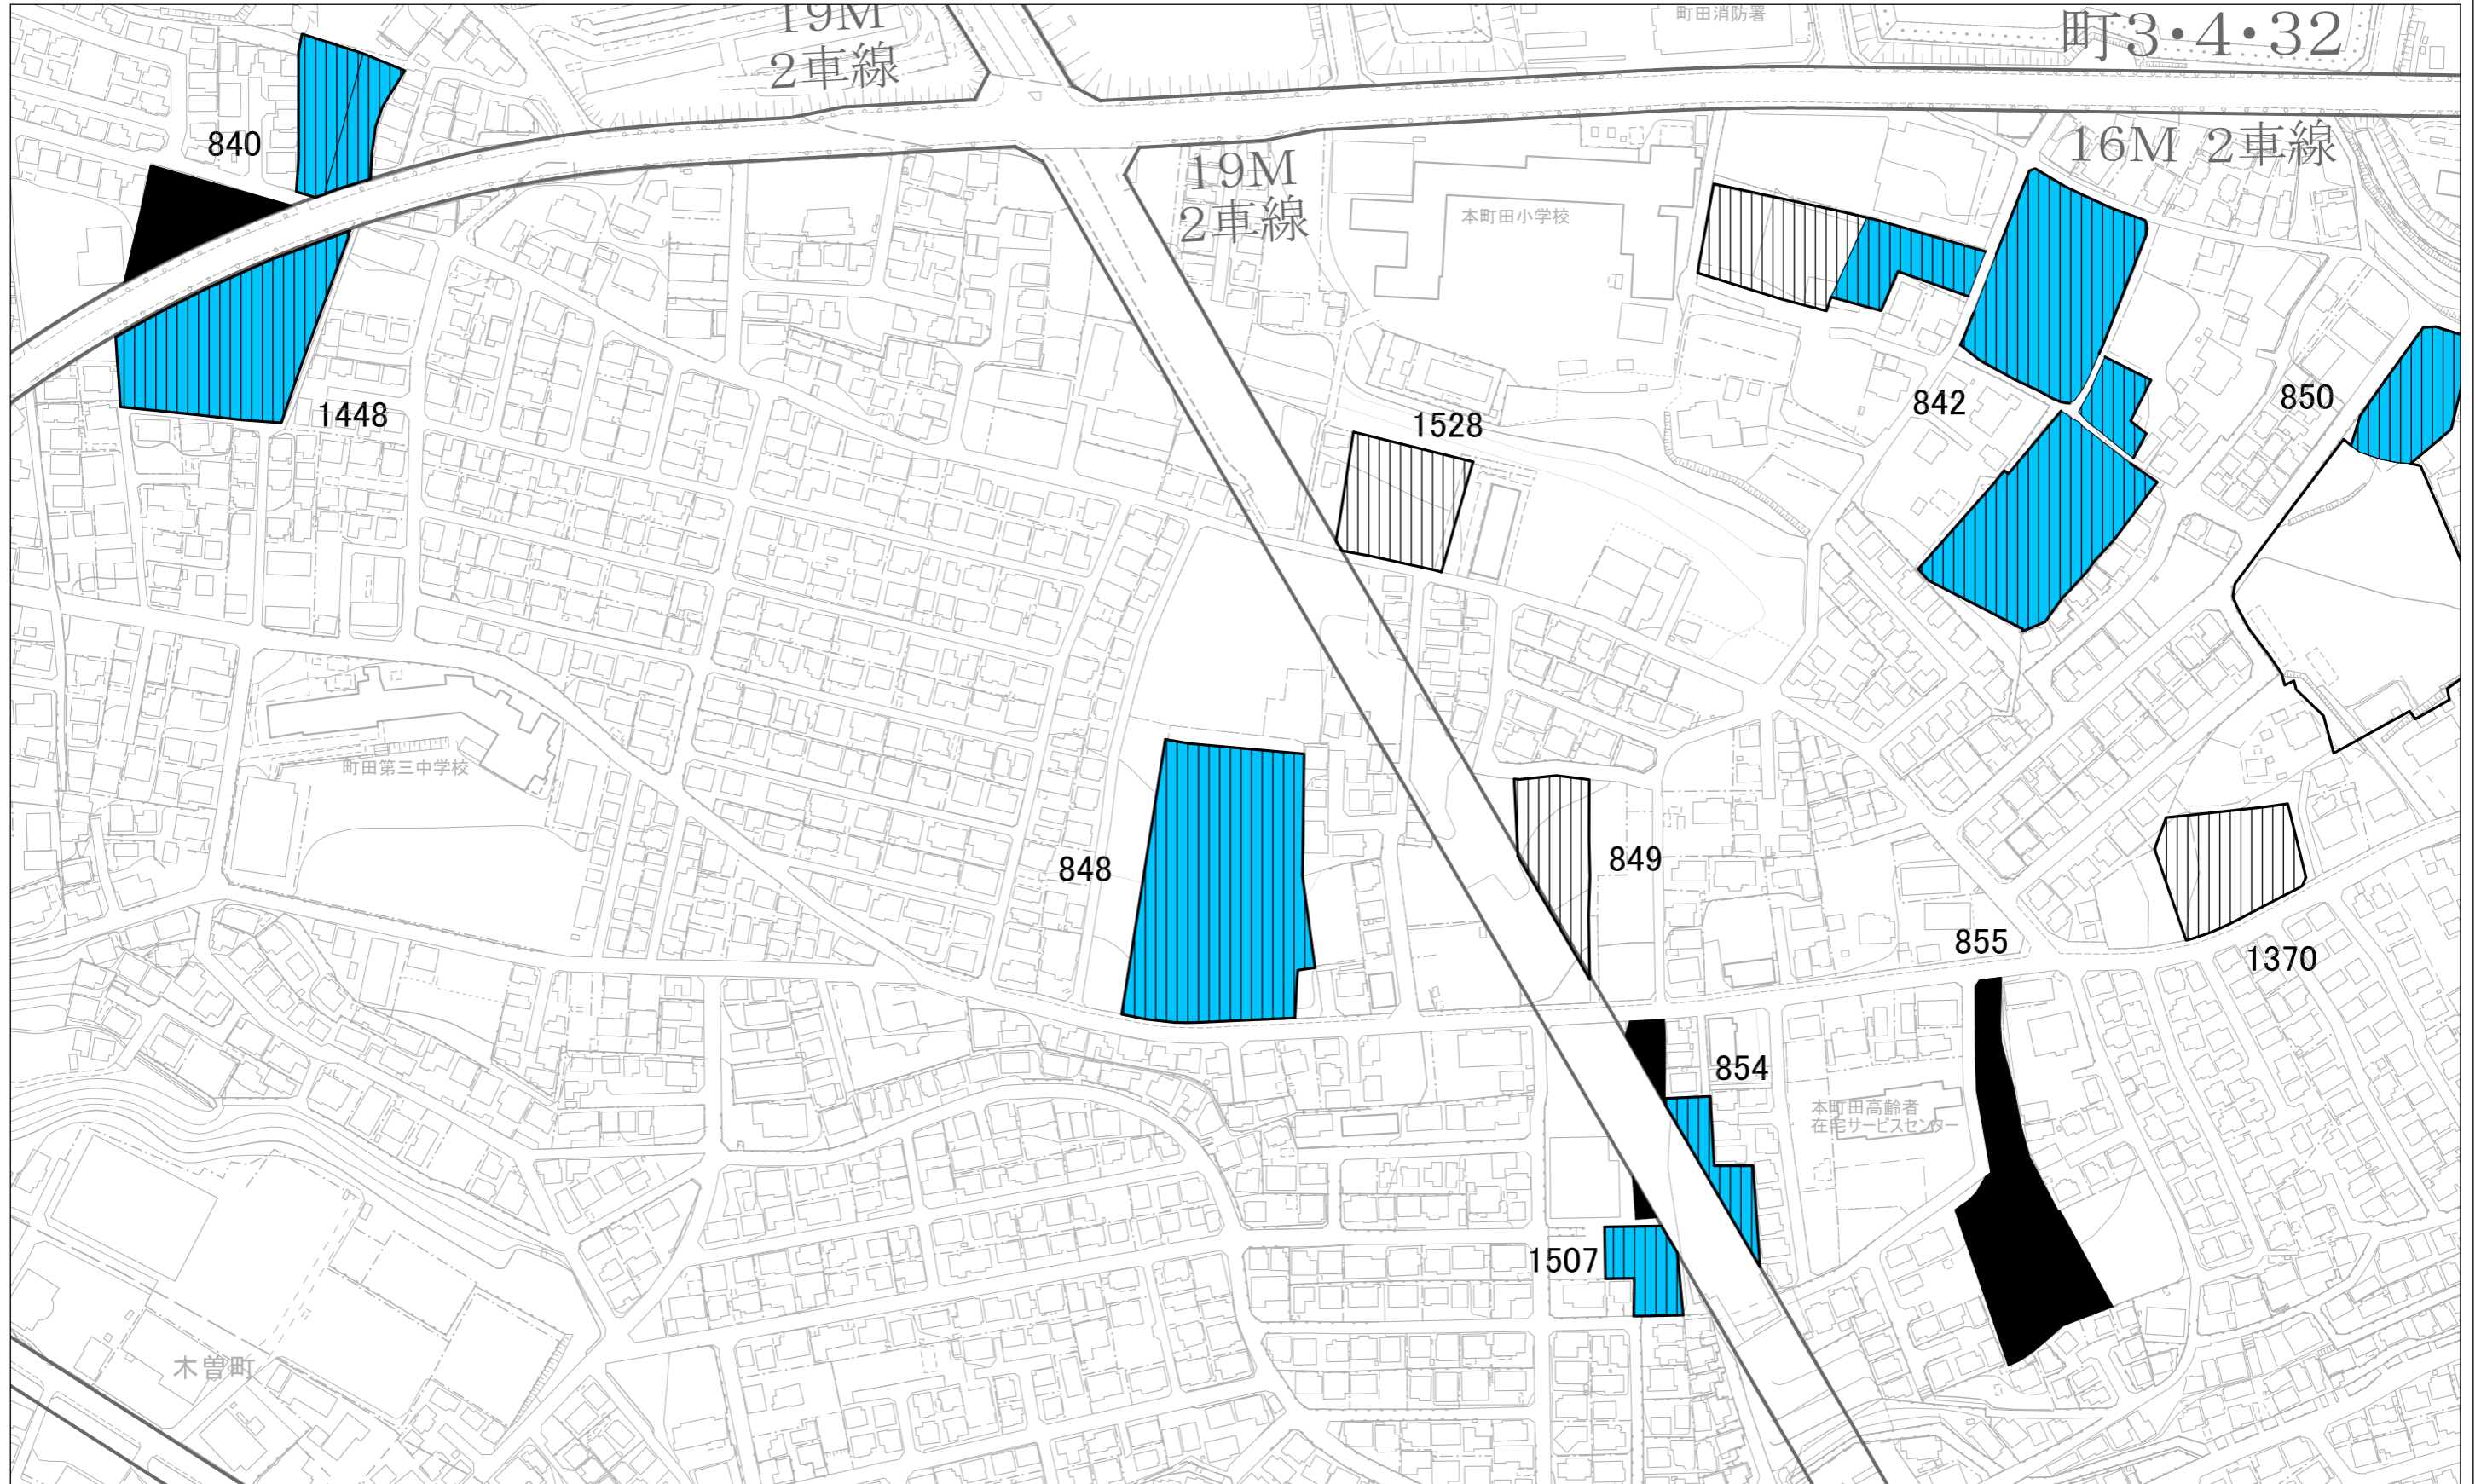 19M
2車線
町田消防署
町3・4・32
840
19M
2車線
16M 2車線
本町田小学校
1448
1528
842
850
町田第三中学校
848
849
855
1370
854
本町田高齢者
在宅サービスセンター
1507
木曽町